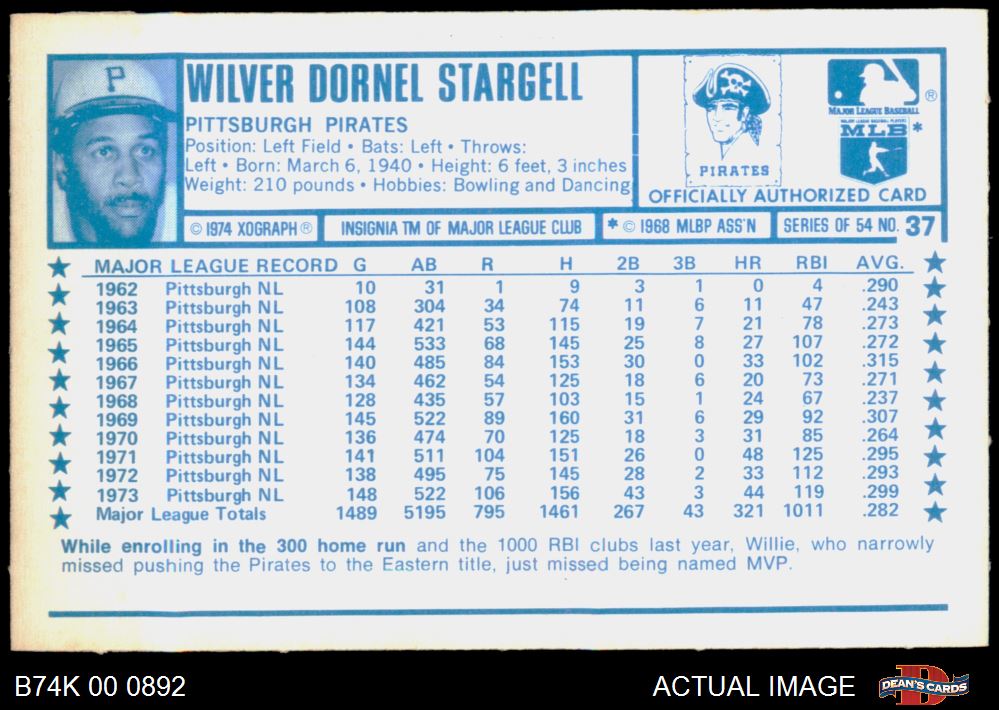 P
WILVER DORNEL STARGELL
PITTSBURGH PIRATES
Position: Left Field • Bats: Left • Throws:
Left • Born: March 6, 1940 • Height: 6 feet, 3 inches
Weight: 210 pounds • Hobbies: Bowling and Dancing
PIRATES
MAJOR LEAGUE BASEBALL ®
MAJOR LEAGUE BASEBALL PLAYERS
MLB *
OFFICIALLY AUTHORIZED CARD
© 1974 XOGRAPH ® INSIGNIA TM OF MAJOR LEAGUE CLUB * © 1968 MLBP ASS'N SERIES OF 54 NO. 37
MAJOR LEAGUE RECORD G AB R H 2B 3B HR RBI AVG.
1962 Pittsburgh NL 10 31 1 9 3 1 0 4 .290
1963 Pittsburgh NL 108 304 34 74 11 6 11 47 .243
1964 Pittsburgh NL 117 421 53 115 19 7 21 78 .273
1965 Pittsburgh NL 144 533 68 145 25 8 27 107 .272
1966 Pittsburgh NL 140 485 84 153 30 0 33 102 .315
1967 Pittsburgh NL 134 462 54 125 18 6 20 73 .271
1968 Pittsburgh NL 128 435 57 103 15 1 24 67 .237
1969 Pittsburgh NL 145 522 89 160 31 6 29 92 .307
1970 Pittsburgh NL 136 474 70 125 18 3 31 85 .264
1971 Pittsburgh NL 141 511 104 151 26 0 48 125 .295
1972 Pittsburgh NL 138 495 75 145 28 2 33 112 .293
1973 Pittsburgh NL 148 522 106 156 43 3 44 119 .299
Major League Totals 1489 5195 795 1461 267 43 321 1011 .282
While enrolling in the 300 home run and the 1000 RBI clubs last year, Willie, who narrowly
missed pushing the Pirates to the Eastern title, just missed being named MVP.
B74K 00 0892 ACTUAL IMAGE D DEAN'S CARDS